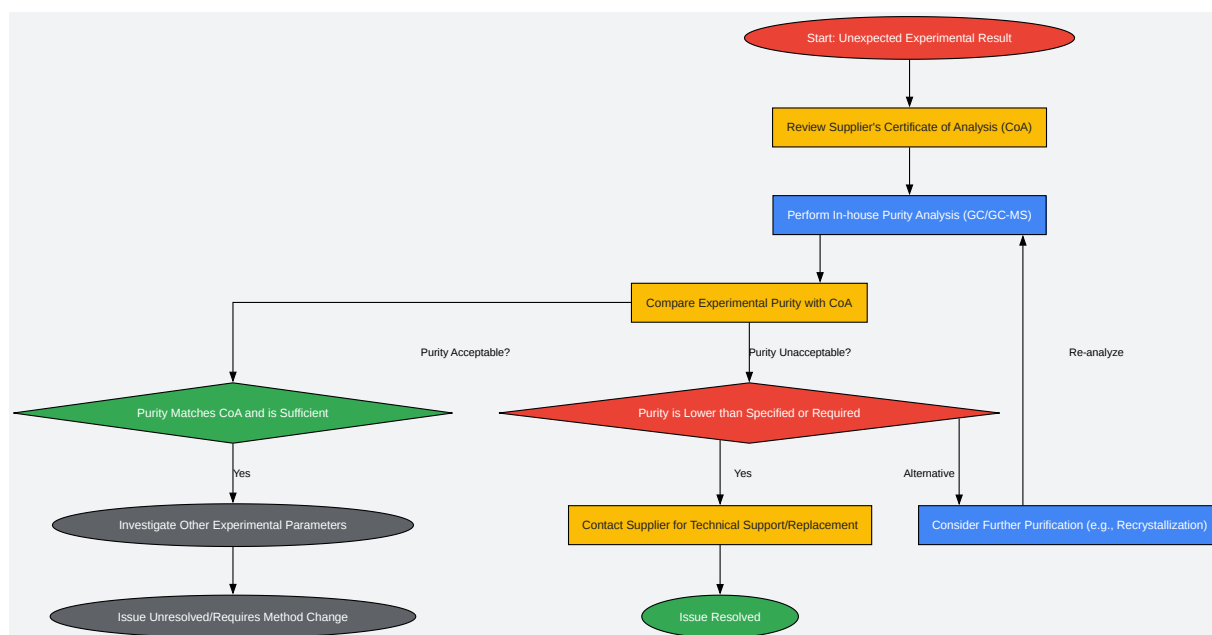 Start: Unexpected Experimental Result
Review Supplier's Certificate of Analysis (CoA)
Perform In-house Purity Analysis (GC/GC-MS)
Compare Experimental Purity with CoA
Purity Acceptable?
Purity Unacceptable?
Re-analyze
Purity Matches CoA and is Sufficient
Purity is Lower than Specified or Required
Yes
Yes
Alternative
Investigate Other Experimental Parameters
Contact Supplier for Technical Support/Replacement
Consider Further Purification (e.g., Recrystallization)
Issue Unresolved/Requires Method Change
Issue Resolved